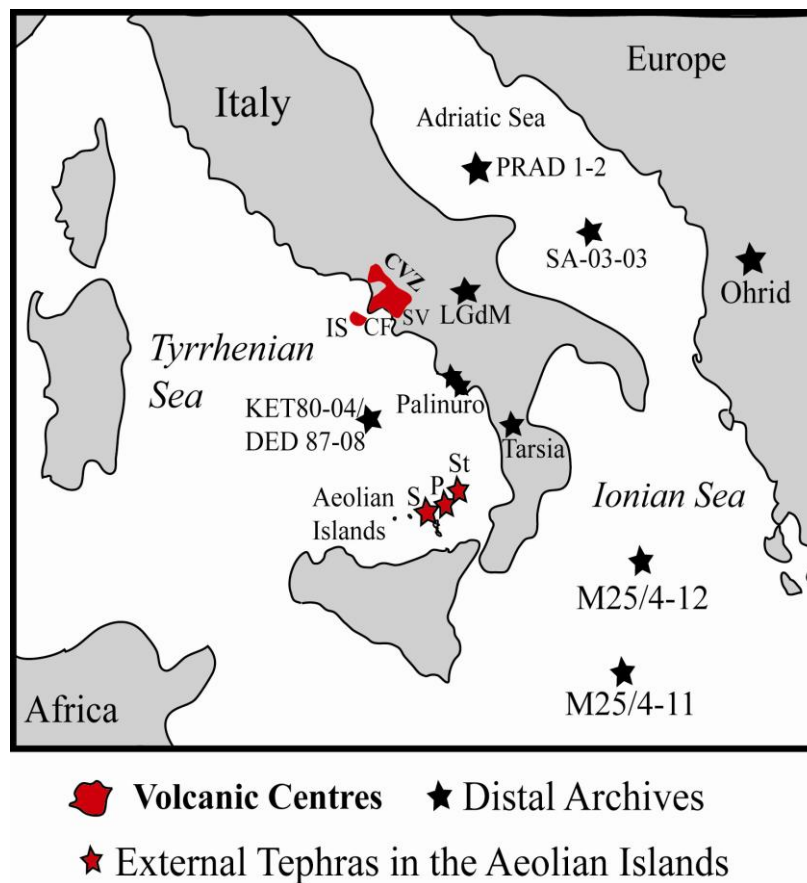 Europe
Italy
Adriatic Sea
PRAD 1-2
SA-03-03
Ohrid
CVZ
IS
CF
SV
LGdM
Tyrrhenian
Sea
KET80-04/
DED 87-08
Palinuro
Tarsia
St
P
S
Aeolian
Islands
Ionian Sea
M25/4-12
M25/4-11
Africa
Volcanic Centres
Distal Archives
External Tephras in the Aeolian Islands